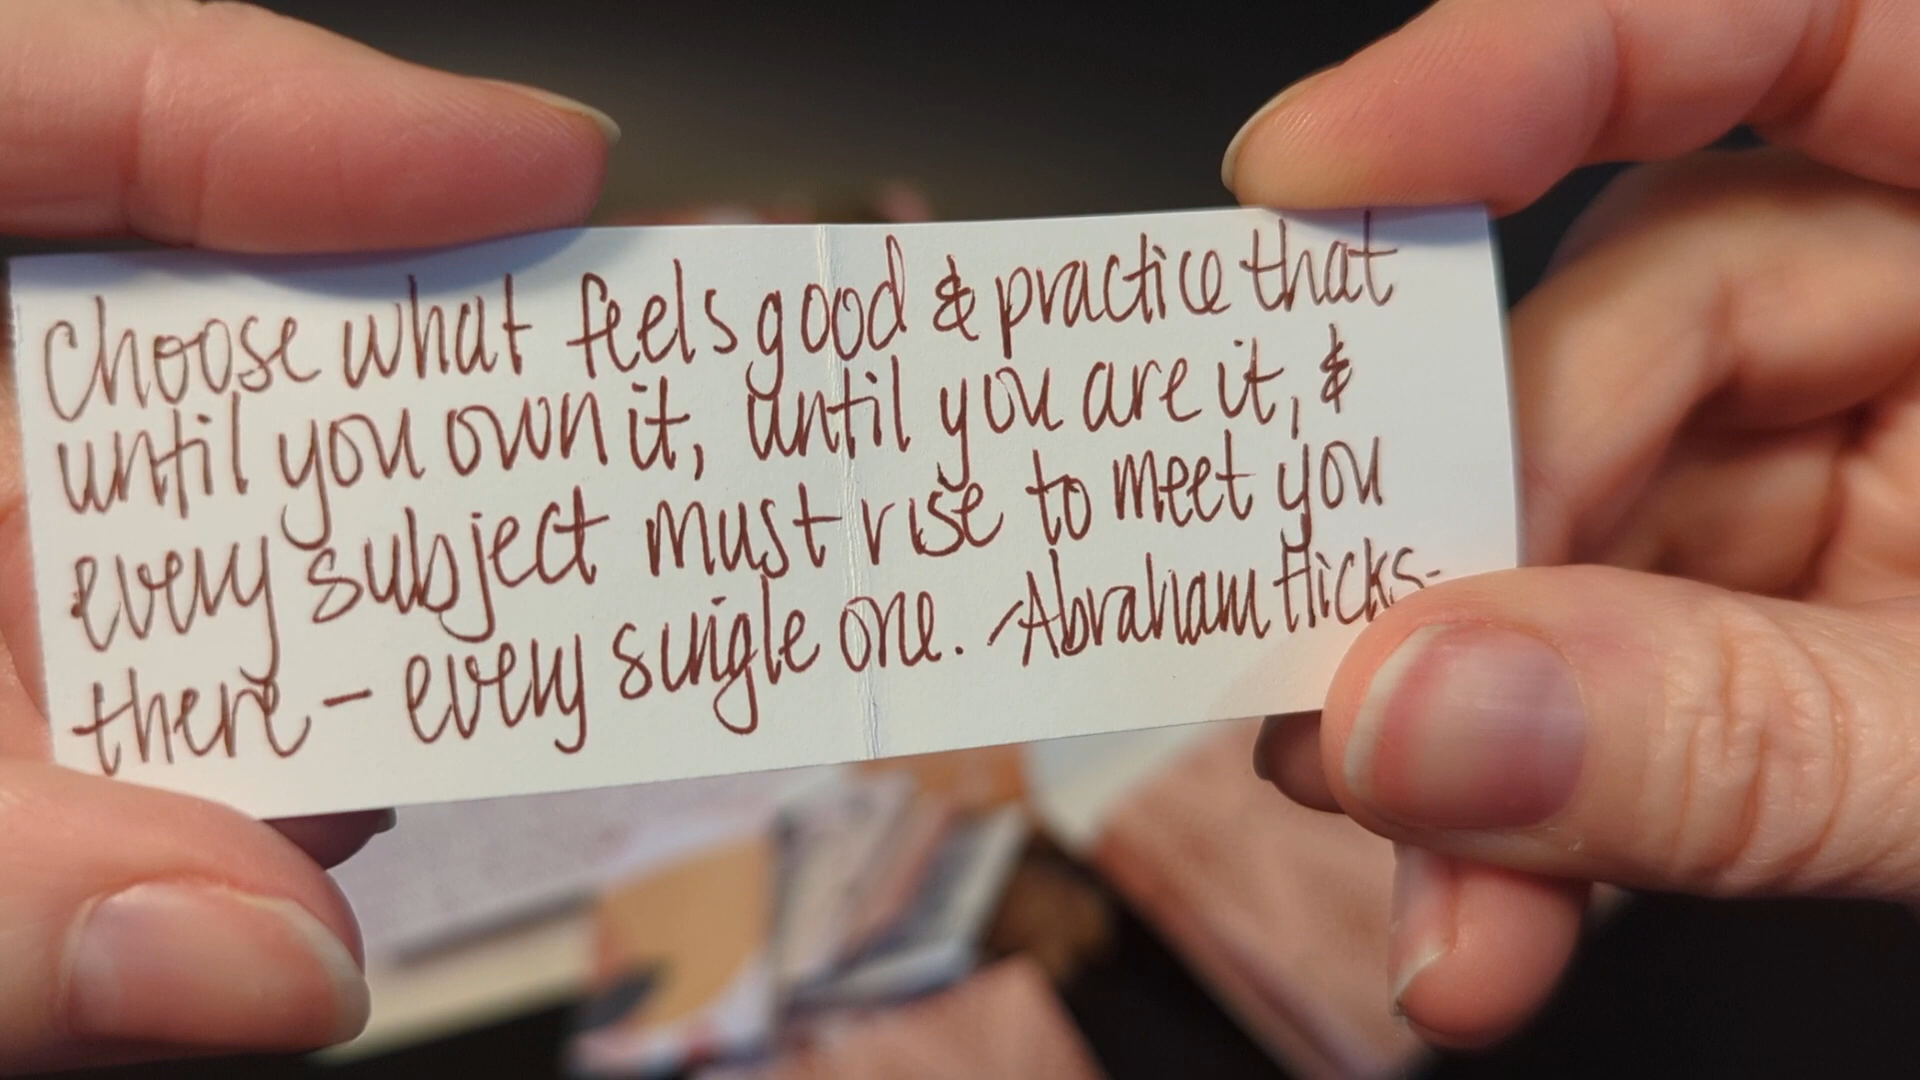 Choose what feels good & practice that
until you own it, until you are it, &
every subject must rise to meet you
there - every single one. -Abraham Hicks-